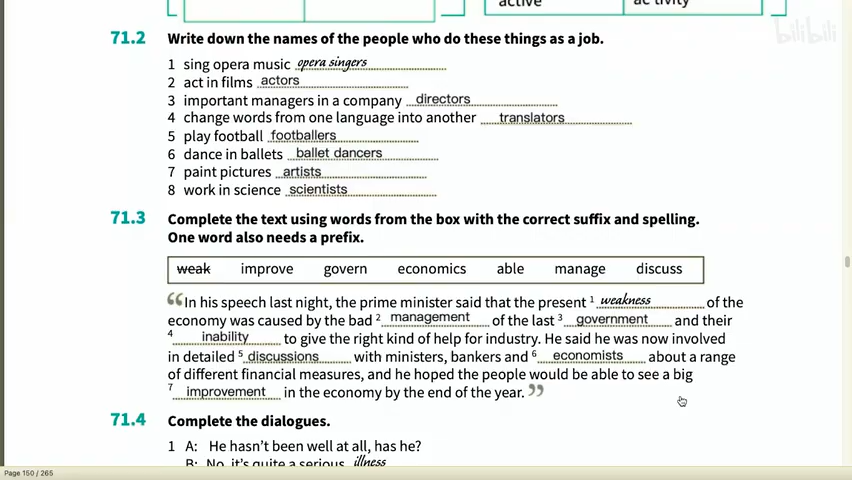 active
ac tivity
bilibili
71.2 Write down the names of the people who do these things as a job.
1 sing opera music opera singers
2 act in films actors
3 important managers in a company directors
4 change words from one language into another translators
5 play football footballers
6 dance in ballets ballet dancers
7 paint pictures artists
8 work in science scientists
71.3 Complete the text using words from the box with the correct suffix and spelling.
One word also needs a prefix.
weak improve govern economics able manage discuss
“In his speech last night, the prime minister said that the present 1 weakness of the
economy was caused by the bad 2 management of the last 3 government and their
4 inability to give the right kind of help for industry. He said he was now involved
in detailed 5 discussions with ministers, bankers and 6 economists about a range
of different financial measures, and he hoped the people would be able to see a big
7 improvement in the economy by the end of the year.”
71.4 Complete the dialogues.
1 A: He hasn't been well at all, has he?
B: No, it's quite a serious illness
Page 150 / 265